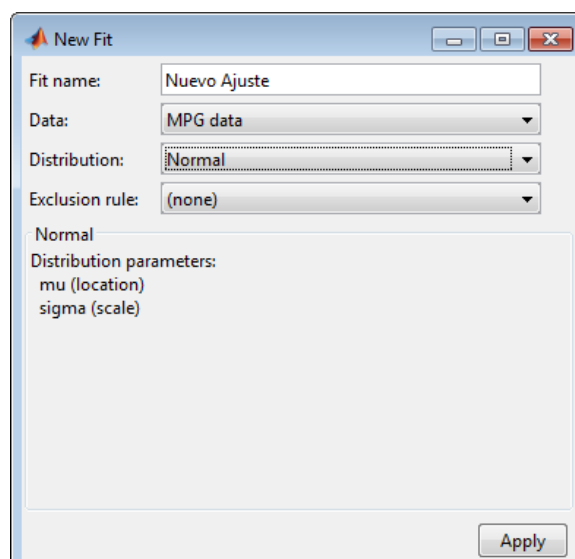 New Fit
Fit name: Nuevo Ajuste
Data: MPG data
Distribution: Normal
Exclusion rule: (none)
Normal
Distribution parameters:
mu (location)
sigma (scale)
Apply